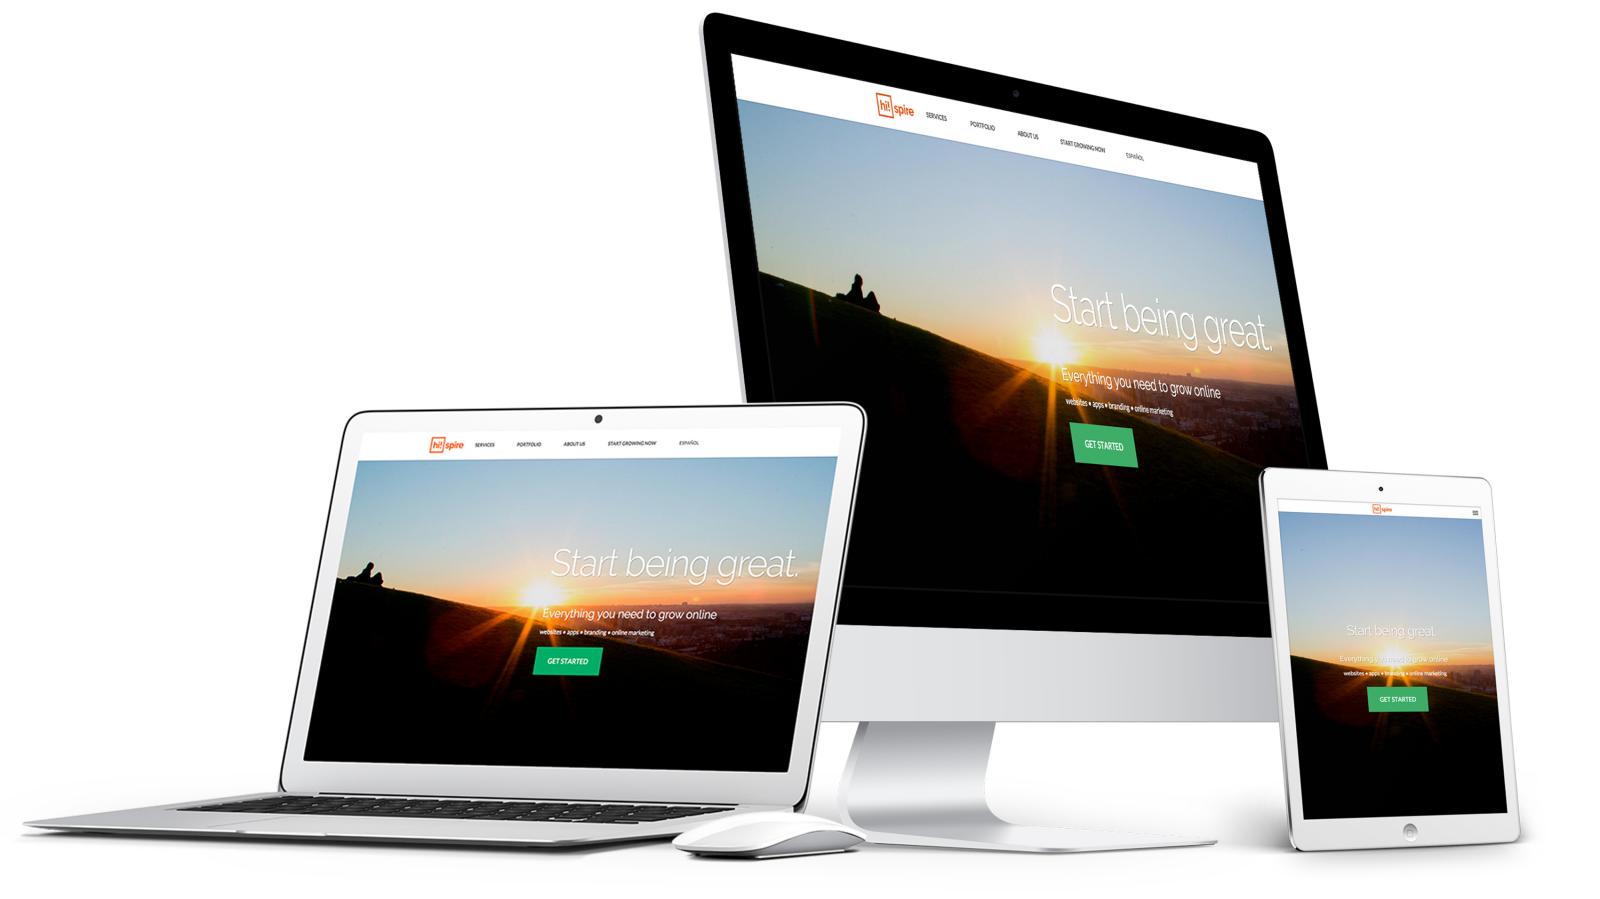 hi! spire SERVICES PORTFOLIO ABOUT US START GROWING NOW ESPAÑOL
Start being great.
Everything you need to grow online
websites • apps • branding • online marketing
GET STARTED
hi! spire SERVICES PORTFOLIO ABOUT US START GROWING NOW ESPAÑOL
Start being great.
Everything you need to grow online
websites • apps • branding • online marketing
GET STARTED
hi! spire
Start being great.
Everything you need to grow online
websites • apps • branding • online marketing
GET STARTED